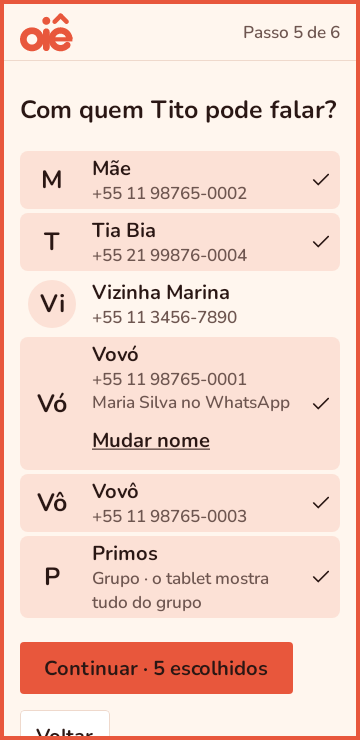 oiê
Passo 5 de 6
Com quem Tito pode falar?
M
Mãe
+55 11 98765-0002
T
Tia Bia
+55 21 99876-0004
Vi
Vizinha Marina
+55 11 3456-7890
Vó
Vovó
+55 11 98765-0001
Maria Silva no WhatsApp
Mudar nome
Vô
Vovô
+55 11 98765-0003
P
Primos
Grupo · o tablet mostra
tudo do grupo
Continuar · 5 escolhidos
Voltar